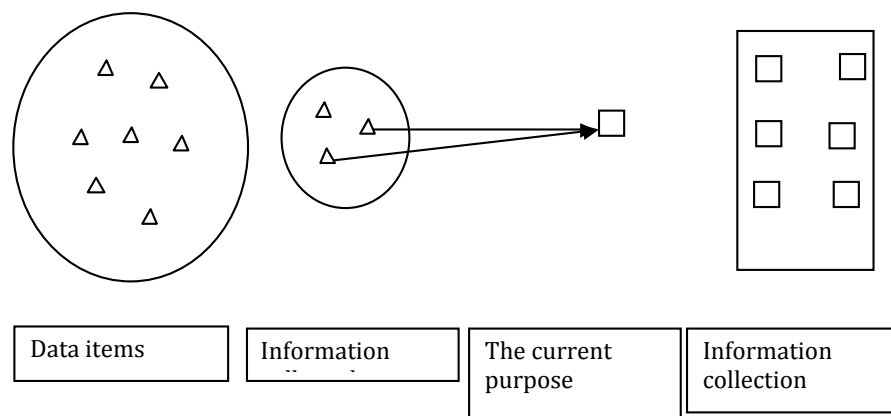 Data items
Information
The current
purpose
Information
collection